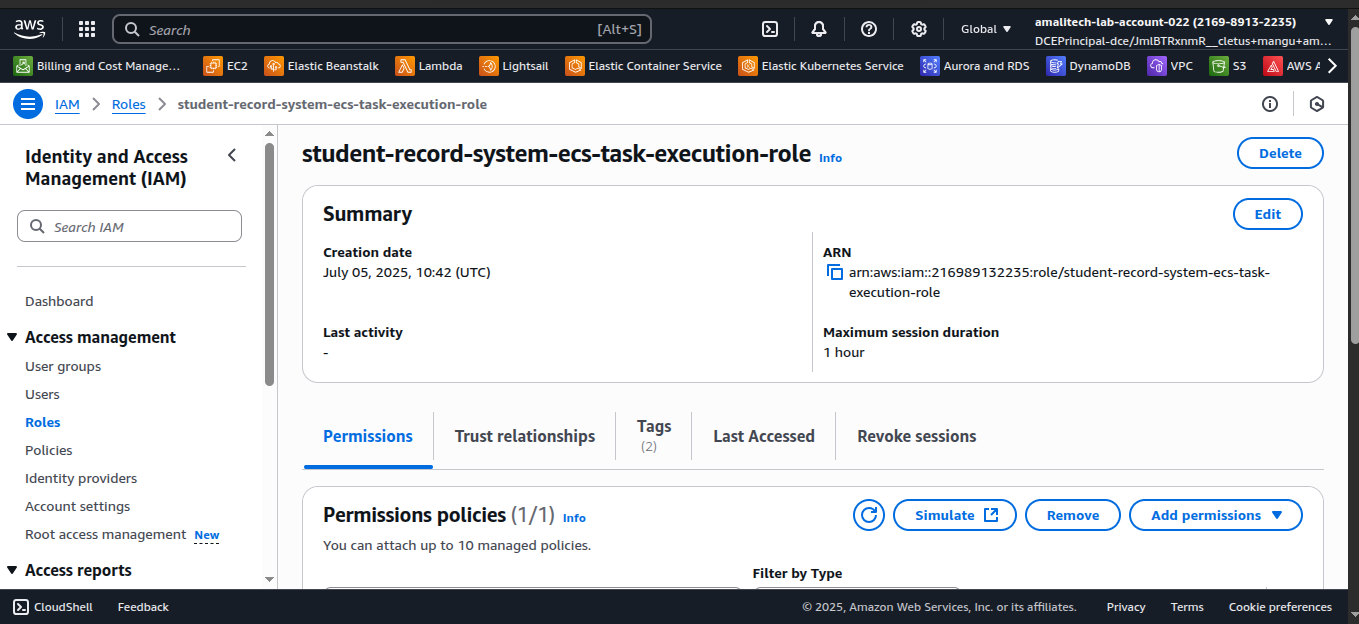 aws
Search
[Alt+S]
Global
amalitech-lab-account-022 (2169-8913-2235)
DCEPrincipal-dce/JmlBTRxnmR__cletus+mangu+am...
Billing and Cost Manage...
EC2
Elastic Beanstalk
Lambda
Lightsail
Elastic Container Service
Elastic Kubernetes Service
Aurora and RDS
DynamoDB
VPC
S3
AWS A
IAM
Roles
student-record-system-ecs-task-execution-role
Identity and Access
Management (IAM)
Search IAM
Dashboard
Access management
User groups
Users
Roles
Policies
Identity providers
Account settings
Root access management New
Access reports
student-record-system-ecs-task-execution-role Info
Delete
Summary
Edit
Creation date
July 05, 2025, 10:42 (UTC)
ARN
arn:aws:iam::216989132235:role/student-record-system-ecs-task-
execution-role
Last activity
-
Maximum session duration
1 hour
Permissions
Trust relationships
Tags
(2)
Last Accessed
Revoke sessions
Permissions policies (1/1) Info
Simulate
Remove
Add permissions
You can attach up to 10 managed policies.
Filter by Type
CloudShell
Feedback
© 2025, Amazon Web Services, Inc. or its affiliates.
Privacy
Terms
Cookie preferences